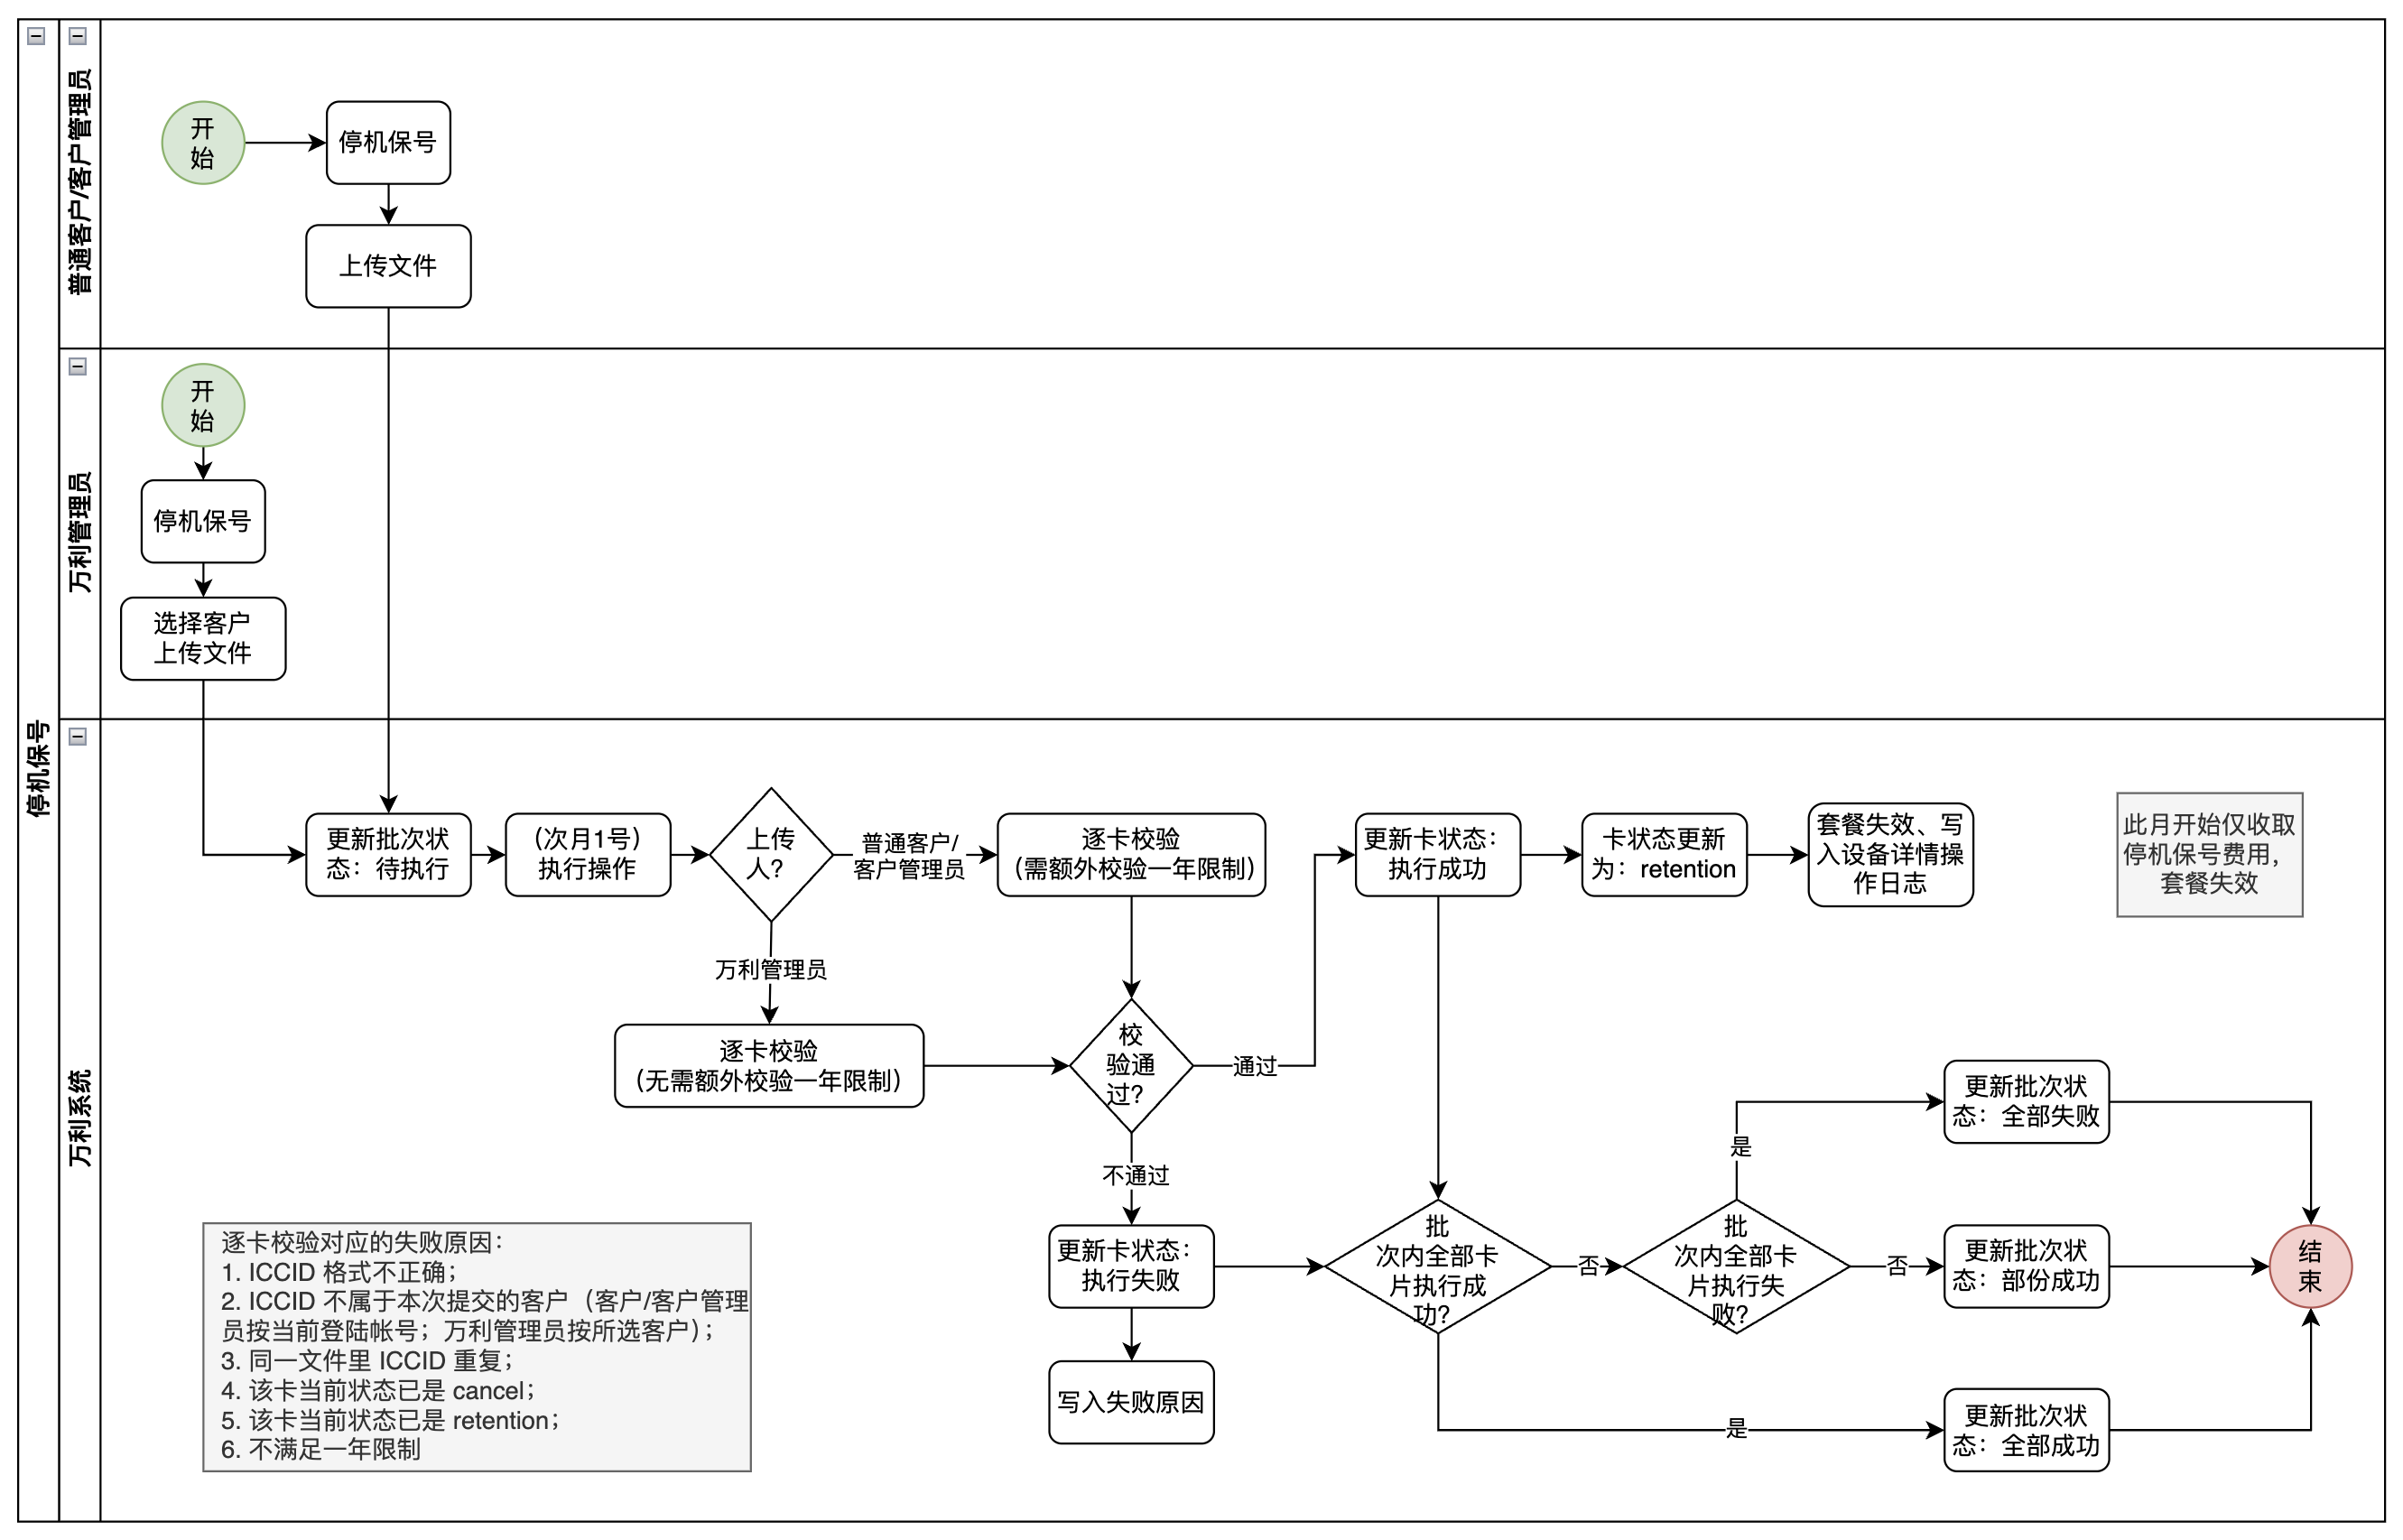 停机保号
普通客户/客户管理员
开
始
停机保号
上传文件
万利管理员
开
始
停机保号
选择客户
上传文件
万利系统
更新批次状
态：待执行
（次月1号）
执行操作
上传
人？
普通客户/
客户管理员
逐卡校验
（需额外校验一年限制）
万利管理员
逐卡校验
（无需额外校验一年限制）
校
验通
过？
通过
不通过
更新卡状态：
执行成功
卡状态更新
为：retention
套餐失效、写
入设备详情操
作日志
此月开始仅收取
停机保号费用，
套餐失效
更新卡状态：
执行失败
写入失败原因
批
次内全部卡
片执行成
功？
否
批
次内全部卡
片执行失
败？
是
否
是
更新批次状
态：全部失败
更新批次状
态：部份成功
更新批次状
态：全部成功
结
束
逐卡校验对应的失败原因：
1. ICCID 格式不正确；
2. ICCID 不属于本次提交的客户（客户/客户管理
员按当前登陆帐号；万利管理员按所选客户）；
3. 同一文件里 ICCID 重复；
4. 该卡当前状态已是 cancel；
5. 该卡当前状态已是 retention；
6. 不满足一年限制